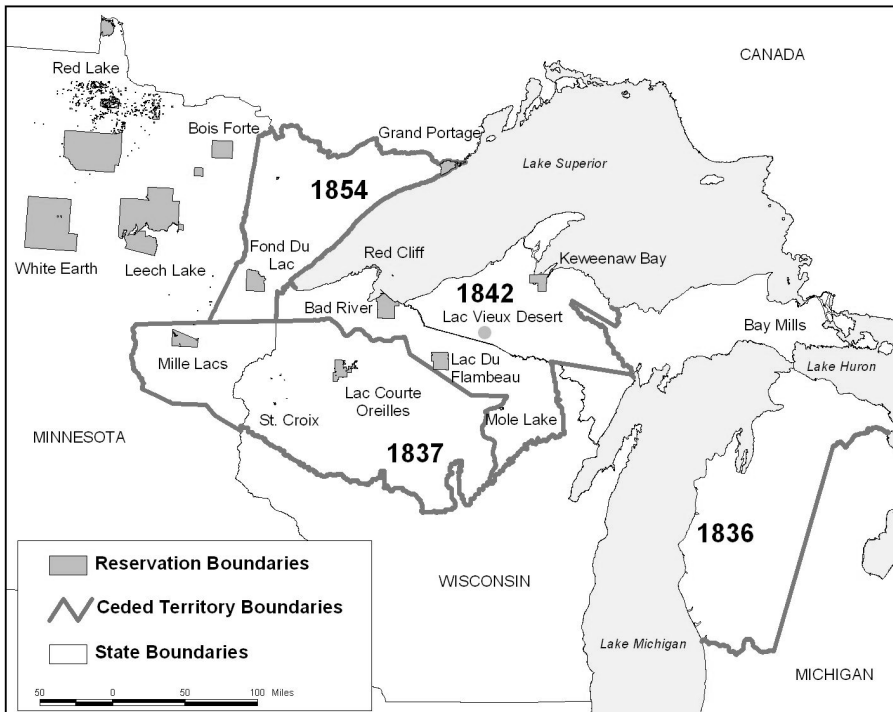 CANADA
Red Lake
Bois Forte
Grand Portage
Lake Superior
1854
Fond Du
Lac
Red Cliff
Keweenaw Bay
White Earth
Leech Lake
1842
Bad River
Lac Vieux Desert
Bay Mills
Mille Lacs
Lac Du
Flambeau
Lake Huron
Lac Courte
Oreilles
St. Croix
Mole Lake
MINNESOTA
1837
1836
Reservation Boundaries
WISCONSIN
Ceded Territory Boundaries
Lake Michigan
State Boundaries
MICHIGAN
50 0 50 100 Miles